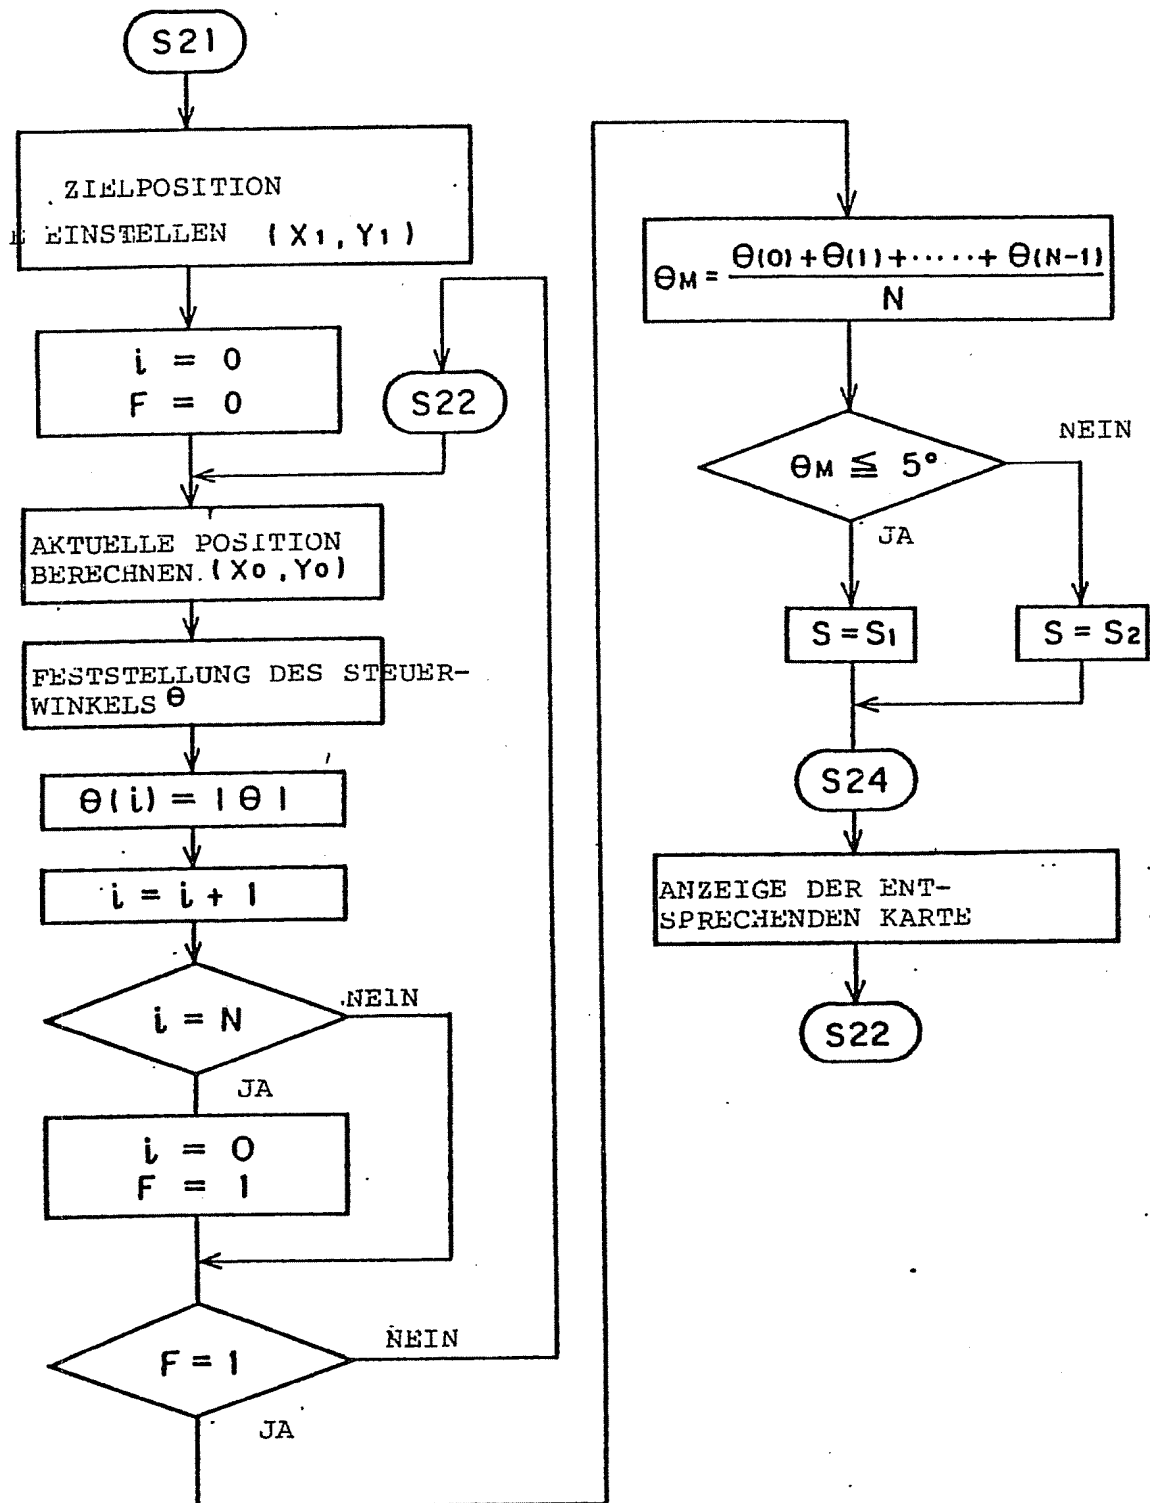 S21
ZIELPOSITION
E EINSTELLEN (X1, Y1)
i = 0
F = 0
S22
AKTUELLE POSITION
BERECHNEN. (X0, Y0)
FESTSTELLUNG DES STEUER-
WINKELS θ
θ(i) = |θ|
i = i + 1
i = N
NEIN
JA
i = 0
F = 1
F = 1
NEIN
JA
θM = θ(0) + θ(1) + ····· + θ(N-1)
N
θM ≦ 5°
NEIN
JA
S = S1
S = S2
S24
ANZEIGE DER ENT-
SPRECHENDEN KARTE
S22